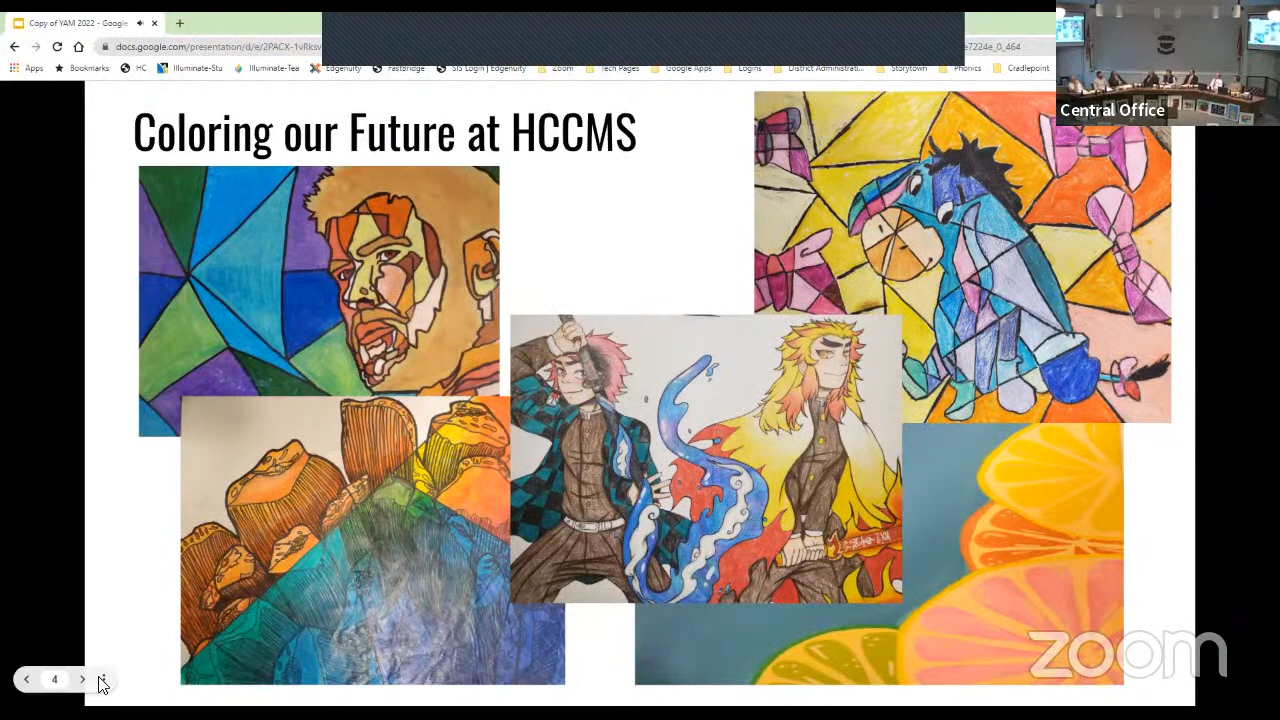 Copy of YAM 2022 - Google
docs.google.com/presentation/d/e/2PACX-1vRksv
e7224e_0_464
Apps
Bookmarks
HC
Illuminate-Stu
Illuminate-Tea
Edgenuity
FastBridge
SIS Login | Edgenuity
Zoom
Tech Pages
Google Apps
Logins
District Administrati...
Storytown
Phonics
Cradlepoint
Central Office
Coloring our Future at HCCMS
4
zoom